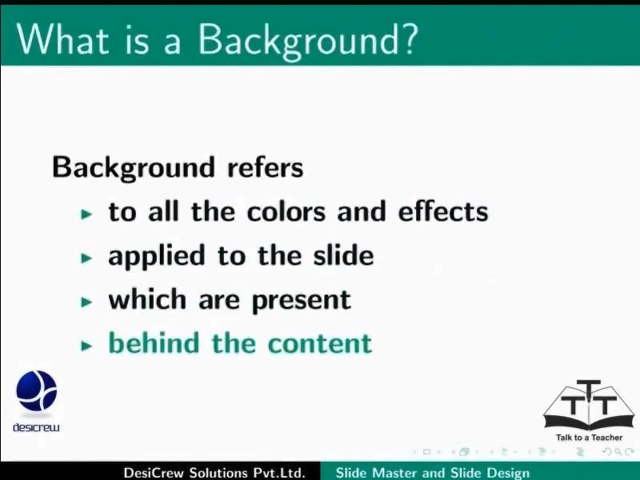 What is a Background?
Background refers
to all the colors and effects
applied to the slide
which are present
behind the content
desicrew
TTT
Talk to a Teacher
DesiCrew Solutions Pvt.Ltd. Slide Master and Slide Design